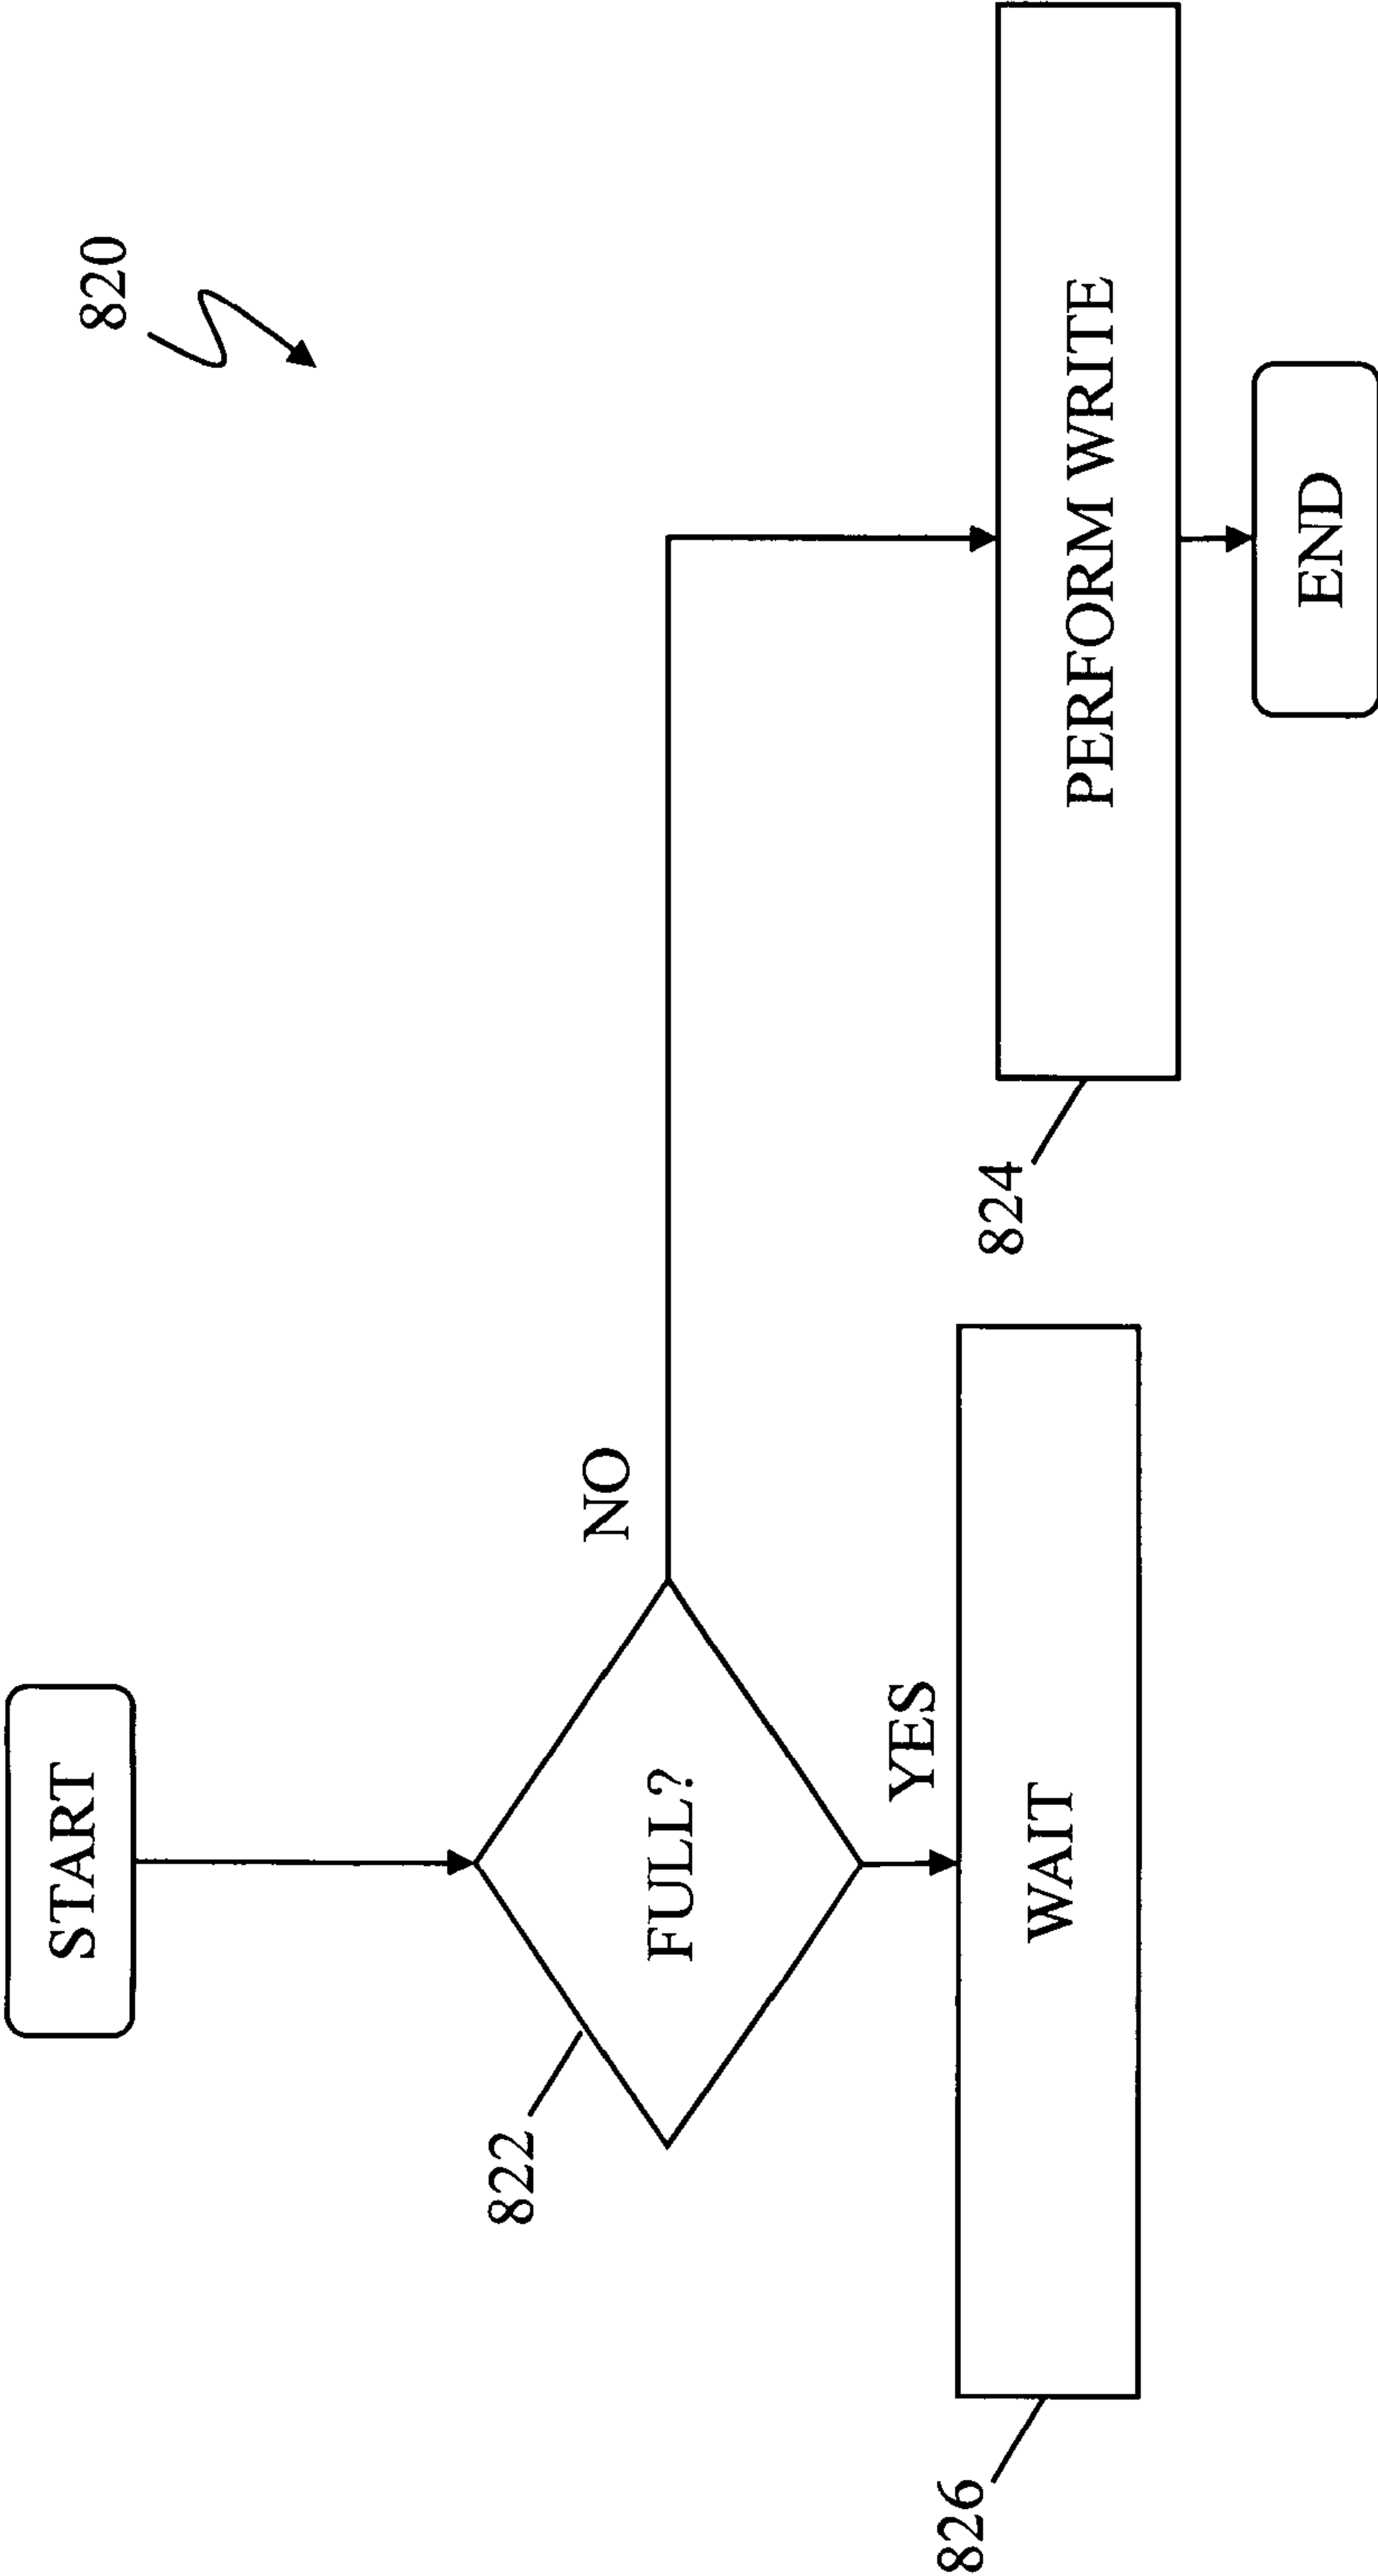 820
START
822
FULL?
NO
YES
826
WAIT
824
PERFORM WRITE
END